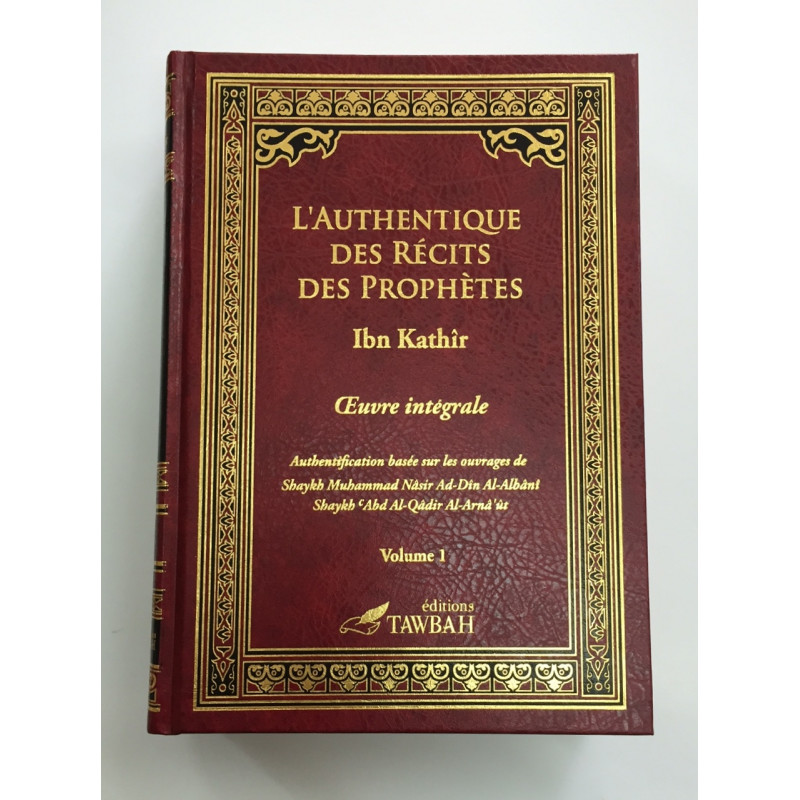 L'AUTHENTIQUE
DES RÉCITS
DES PROPHÈTES
Ibn Kathîr
Œuvre intégrale
Authentification basée sur les ouvrages de
Shaykh Muhammad Nâsir Ad-Dîn Al-Albânî
Shaykh ʿAbd Al-Qâdir Al-Arnâ'ût
Volume 1
éditions
TAWBAH